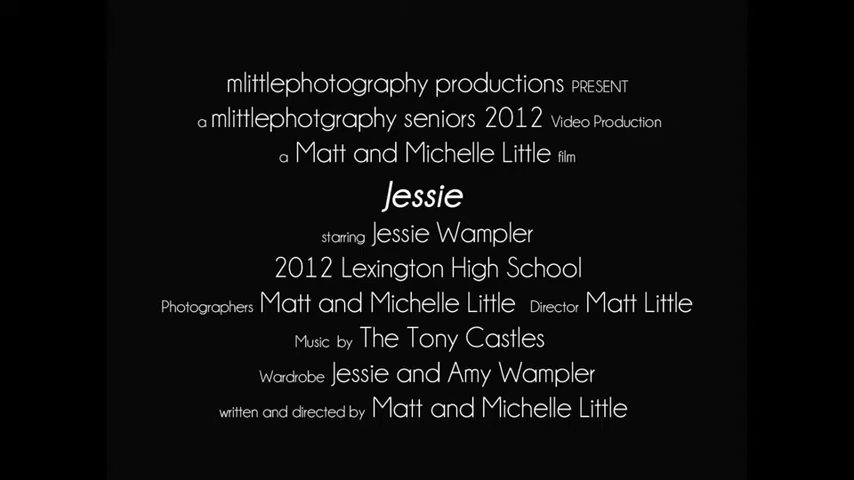 mlittlephotography productions PRESENT
a mlittlephotgraphy seniors 2012 Video Production
a Matt and Michelle Little film
Jessie
starring Jessie Wampler
2012 Lexington High School
Photographers Matt and Michelle Little Director Matt Little
Music by The Tony Castles
Wardrobe Jessie and Amy Wampler
written and directed by Matt and Michelle Little